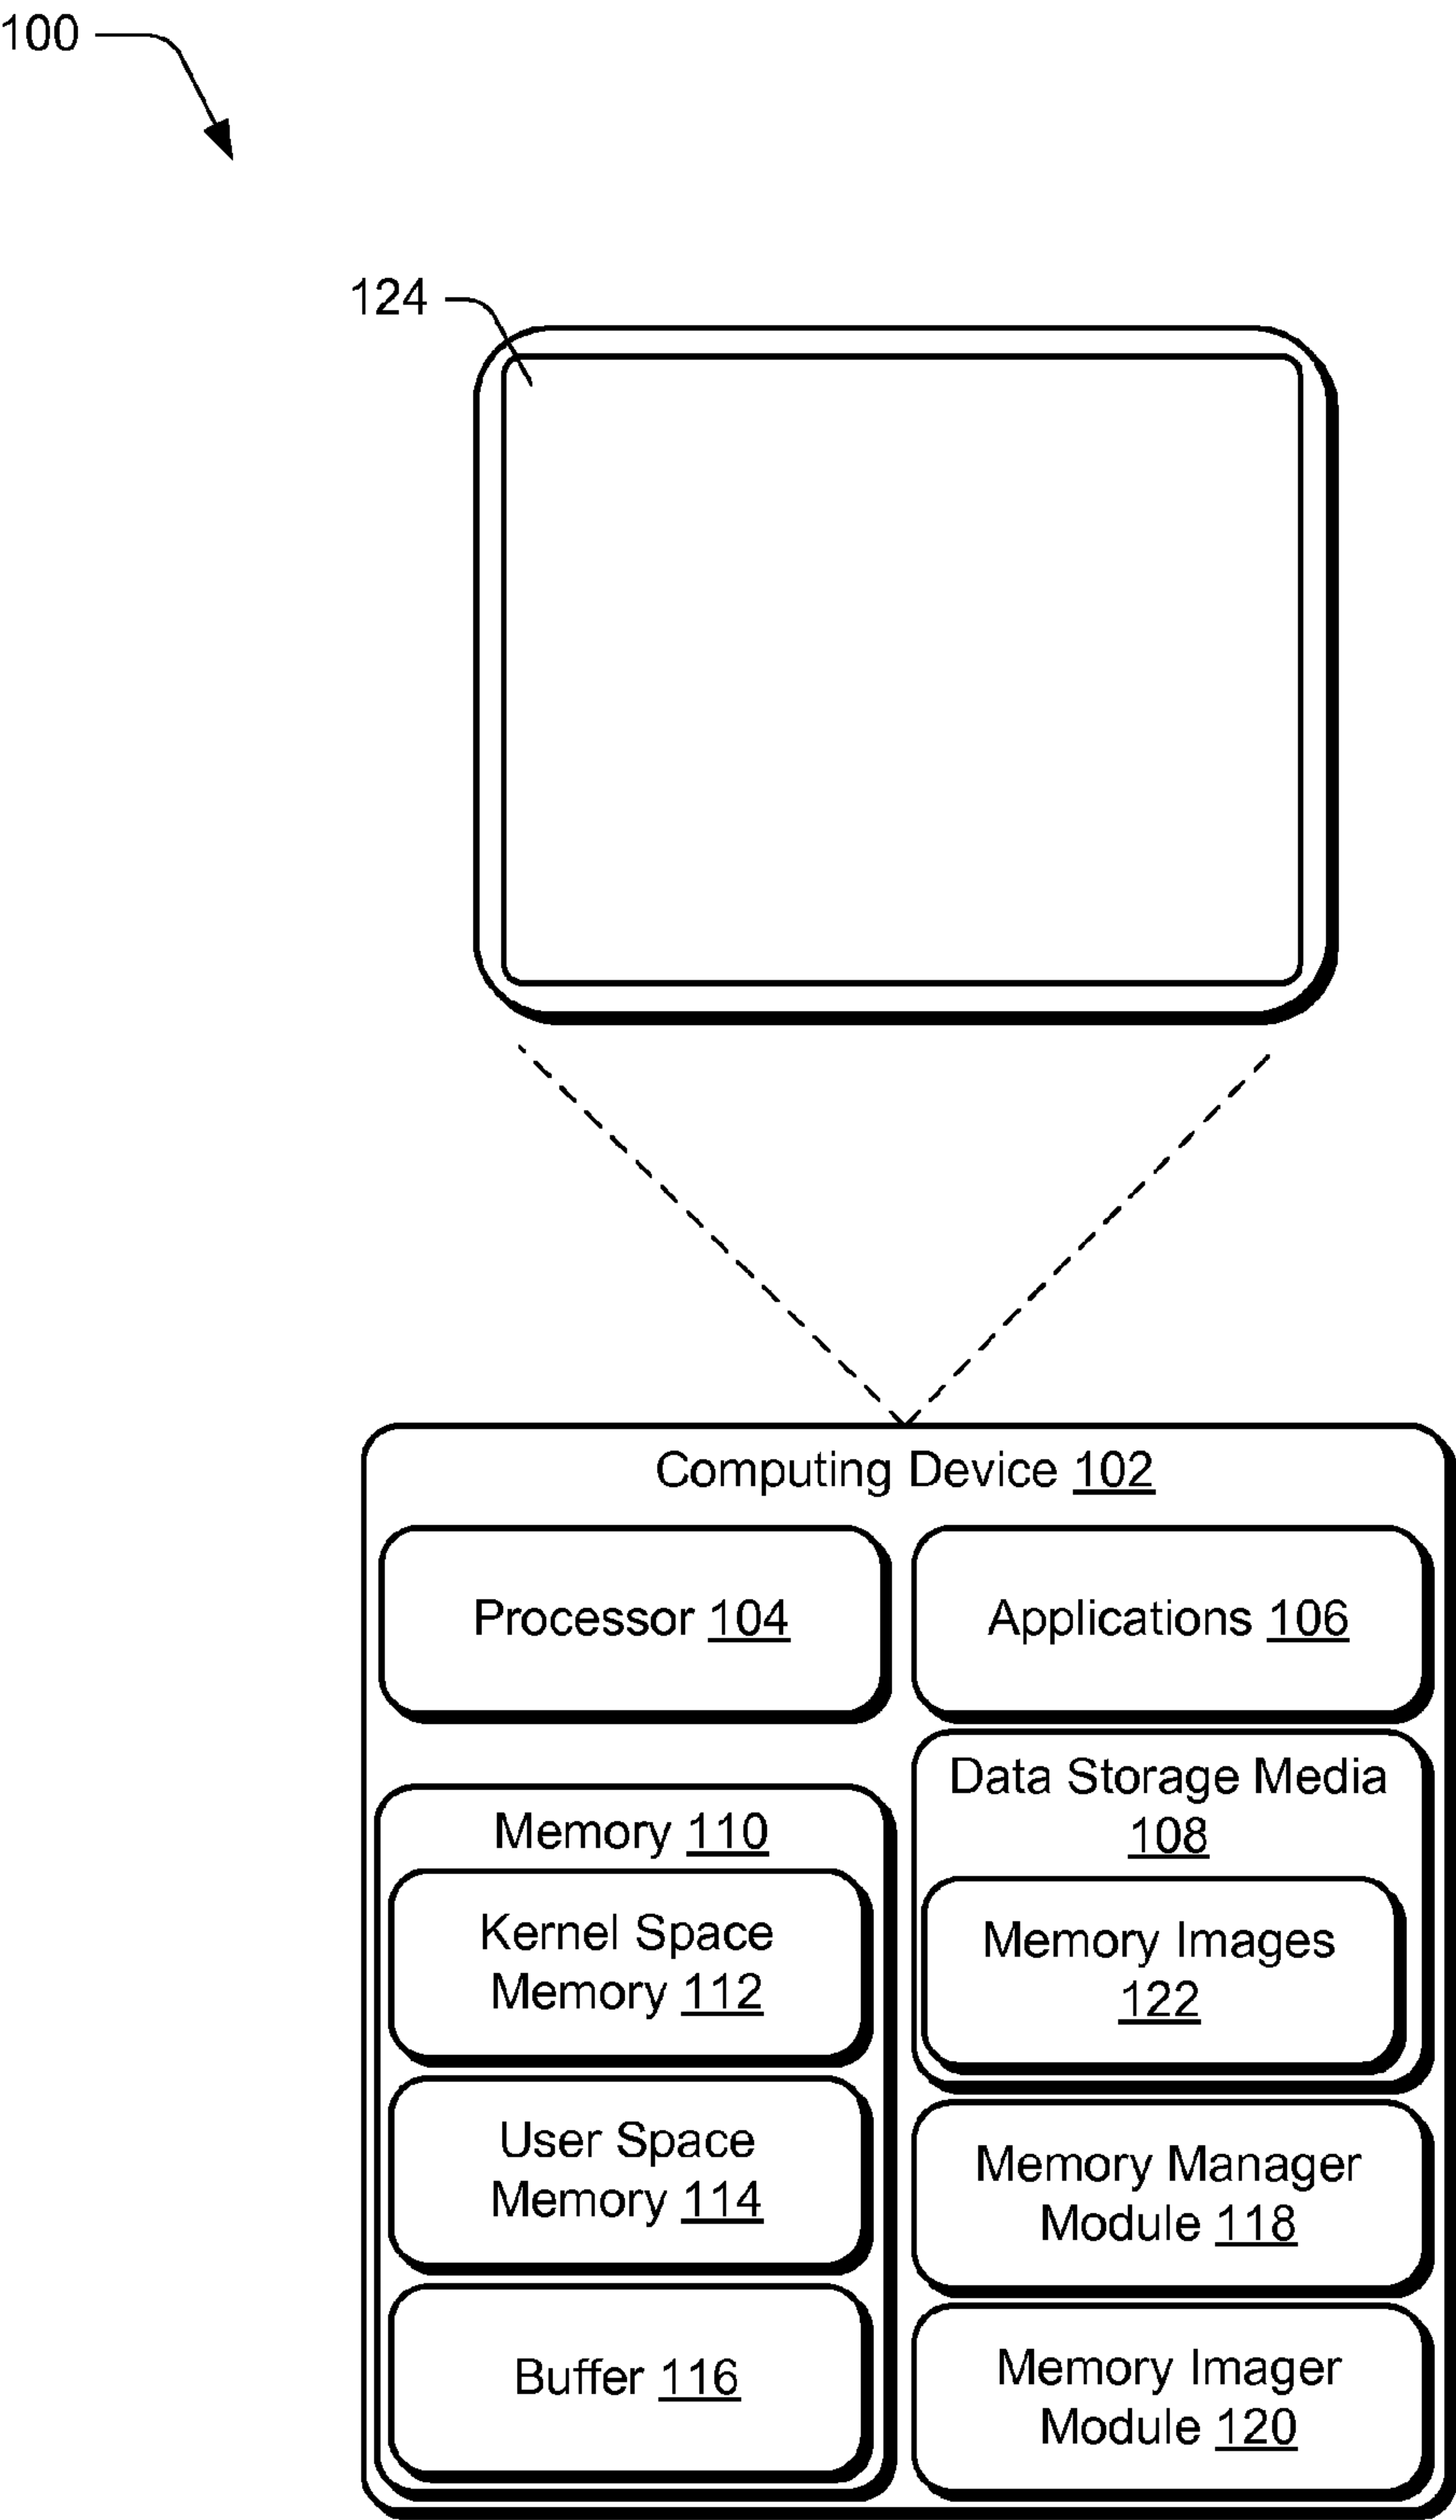 100
124
Computing Device 102
Processor 104
Applications 106
Memory 110
Kernel Space
Memory 112
User Space
Memory 114
Buffer 116
Data Storage Media
108
Memory Images
122
Memory Manager
Module 118
Memory Imager
Module 120